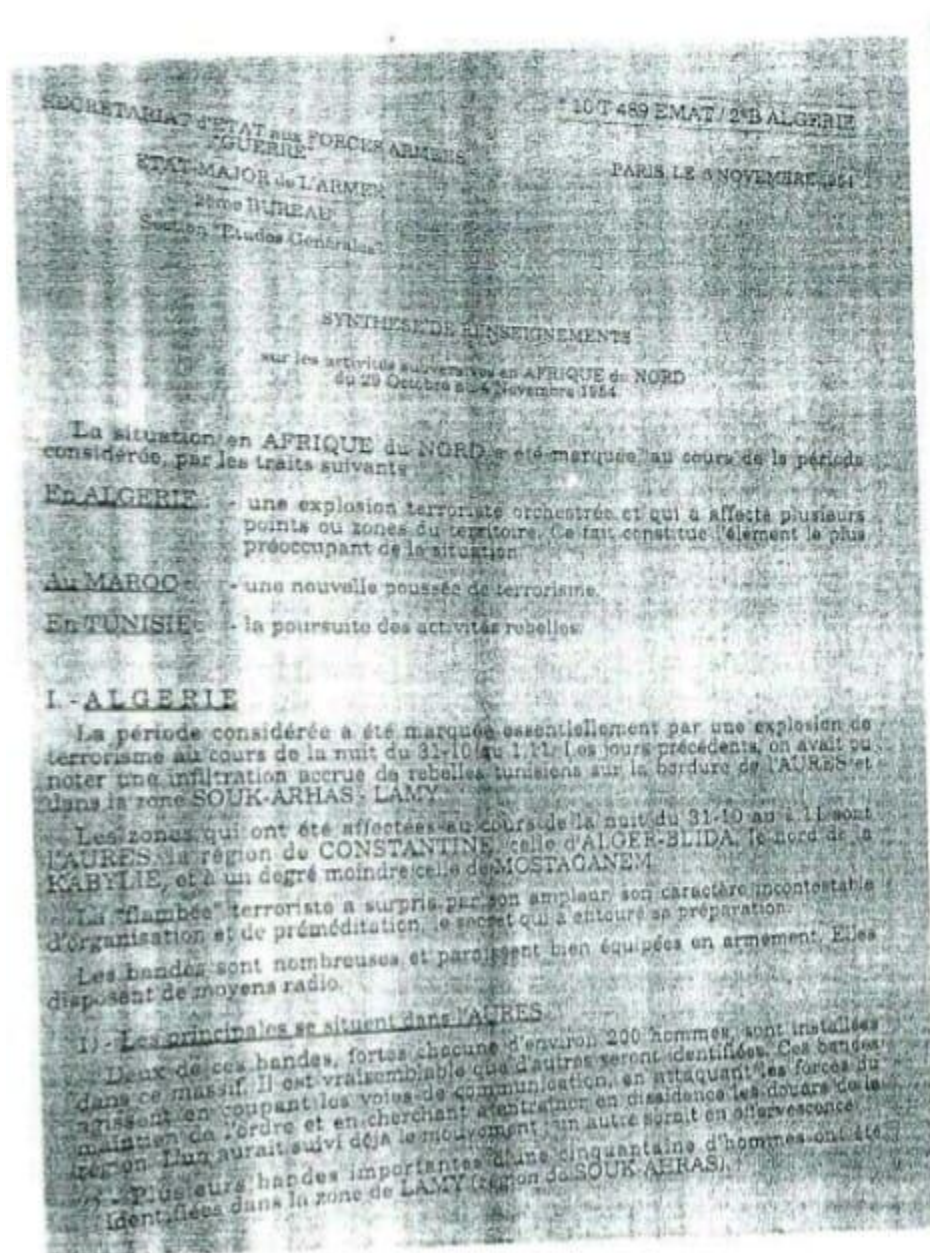 SECRETARIAT d'ETAT aux FORCES ARMEES
"GUERRE"
ETAT-MAJOR de L'ARMEE
2ème BUREAU
Section "Etudes Générales"
10/T 489 EMAT / 2°B ALGERIE
PARIS, LE NOVEMBRE 1954
SYNTHESE DE RENSEIGNEMENTS
sur les activités subversives en AFRIQUE du NORD
du 29 Octobre au 4 Novembre 1954
La situation en AFRIQUE du NORD a été marquée, au cours de la période
considérée, par les traits suivants
En ALGERIE : - une explosion terroriste orchestrée et qui a affecté plusieurs
points ou zones du territoire. Ce fait constitue l'élément le plus
préoccupant de la situation
Au MAROC : - une nouvelle poussée de terrorisme.
En TUNISIE : - la poursuite des activités rebelles.
I. - ALGERIE
La période considérée a été marquée essentiellement par une explosion de
terrorisme au cours de la nuit du 31-10 au 1.11. Les jours précédents, on avait pu
noter une infiltration accrue de rebelles tunisiens sur la bordure de l'AURES et
dans la zone SOUK-ARHAS - LAMY.
Les zones qui ont été affectées au cours de la nuit du 31-10 au 1.11 sont
l'AURES, la région de CONSTANTINE, celle d'ALGER-BLIDA, le nord de la
KABYLIE, et à un degré moindre celle de MOSTAGANEM.
La "flambée" terroriste a surpris par son ampleur, son caractère incontestable
d'organisation et de préméditation, le secret qui a entouré sa préparation.
Les bandes sont nombreuses et paraissent bien équipées en armement. Elles
disposent de moyens radio.
1) - Les principales se situent dans l'AURES
Deux de ces bandes, fortes chacune d'environ 200 hommes, sont installées
dans ce massif. Il est vraisemblable que d'autres seront identifiées. Ces bandes
agissent en coupant les voies de communication, en attaquant les forces du
maintien de l'ordre et en cherchant à entraîner en dissidence les douars de la
région. L'un aurait suivi déjà le mouvement, un autre serait en effervescence.
- Plusieurs bandes importantes d'une cinquantaine d'hommes ont été
identifiées dans la zone de LAMY (région de SOUK-AHRAS).